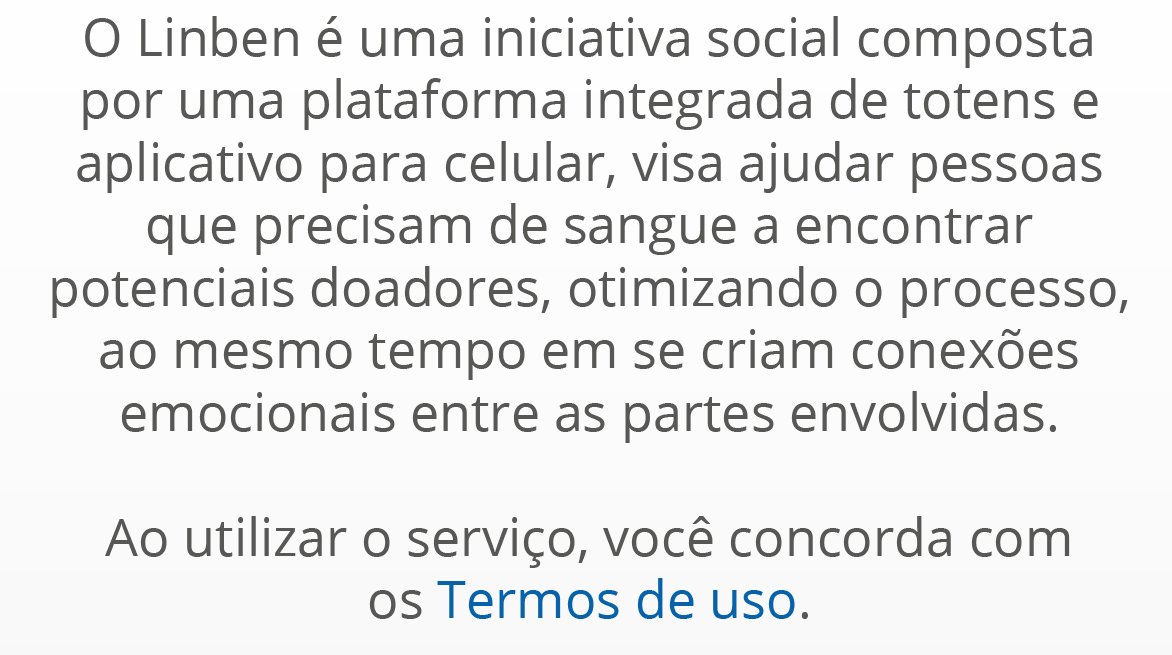 O Linben é uma iniciativa social composta
por uma plataforma integrada de totens e
aplicativo para celular, visa ajudar pessoas
que precisam de sangue a encontrar
potenciais doadores, otimizando o processo,
ao mesmo tempo em se criam conexões
emocionais entre as partes envolvidas.
Ao utilizar o serviço, você concorda com
os Termos de uso.